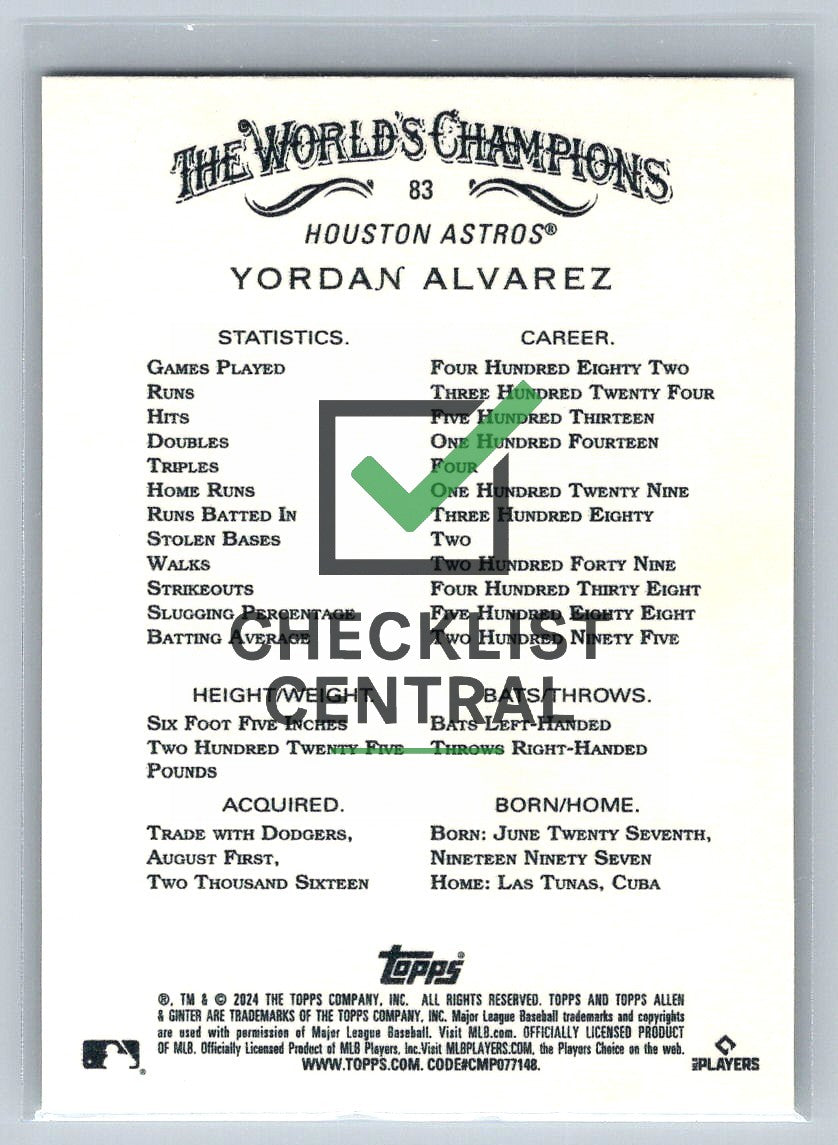 THE WORLD'S CHAMPIONS
83
HOUSTON ASTROS®
YORDAN ALVAREZ
STATISTICS. CAREER.
GAMES PLAYED FOUR HUNDRED EIGHTY TWO
RUNS THREE HUNDRED TWENTY FOUR
HITS FIVE HUNDRED THIRTEEN
DOUBLES ONE HUNDRED FOURTEEN
TRIPLES FOUR
HOME RUNS ONE HUNDRED TWENTY NINE
RUNS BATTED IN THREE HUNDRED EIGHTY
STOLEN BASES TWO
WALKS TWO HUNDRED FORTY NINE
STRIKEOUTS FOUR HUNDRED THIRTY EIGHT
SLUGGING PERCENTAGE FIVE HUNDRED EIGHTY EIGHT
BATTING AVERAGE TWO HUNDRED NINETY FIVE
CHECKLIST
CENTRAL
HEIGHT/WEIGHT. BATS/THROWS.
SIX FOOT FIVE INCHES BATS LEFT-HANDED
TWO HUNDRED TWENTY FIVE THROWS RIGHT-HANDED
POUNDS
ACQUIRED. BORN/HOME.
TRADE WITH DODGERS, BORN: JUNE TWENTY SEVENTH,
AUGUST FIRST, NINETEEN NINETY SEVEN
TWO THOUSAND SIXTEEN HOME: LAS TUNAS, CUBA
Topps®
®, TM & © 2024 THE TOPPS COMPANY, INC. ALL RIGHTS RESERVED. TOPPS AND TOPPS ALLEN
& GINTER ARE TRADEMARKS OF THE TOPPS COMPANY, INC. Major League Baseball trademarks and copyrights
are used with permission of Major League Baseball. Visit MLB.com. OFFICIALLY LICENSED PRODUCT
OF MLB. Officially Licensed Product of MLB Players, Inc.Visit MLBPLAYERS.COM, the Players Choice on the web.
WWW.TOPPS.COM. CODE#CMP077148.
MLB PLAYERS